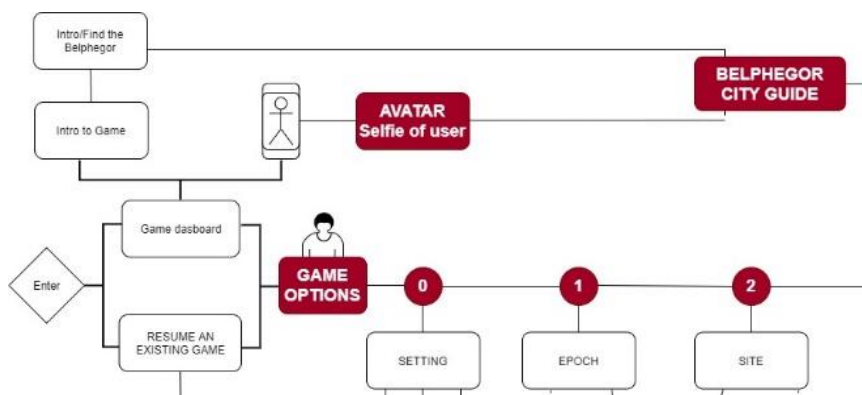 Intro/Find the
Belphegor
BELPHEGOR
CITY GUIDE
AVATAR
Selfie of user
Intro to Game
Game dasboard
Enter
GAME
OPTIONS
0
1
2
RESUME AN
EXISTING GAME
SETTING
EPOCH
SITE